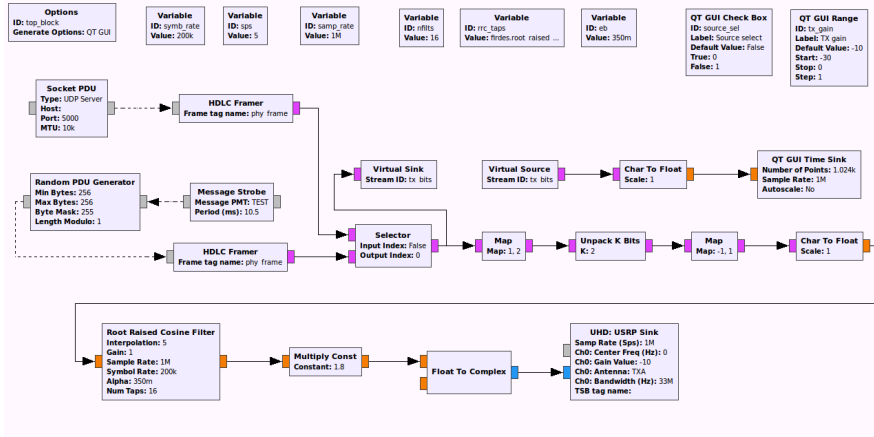 Options
ID: top_block
Generate Options: QT GUI
Variable
ID: symb_rate
Value: 200k
Variable
ID: sps
Value: 5
Variable
ID: samp_rate
Value: 1M
Variable
ID: nfilts
Value: 16
Variable
ID: rrc_taps
Value: firdes.root_raised_...
Variable
ID: eb
Value: 350m
QT GUI Check Box
ID: source_sel
Label: Source select
Default Value: False
True: 0
False: 1
QT GUI Range
ID: tx_gain
Label: TX gain
Default Value: -10
Start: -30
Stop: 0
Step: 1
Socket PDU
Type: UDP Server
Host:
Port: 5000
MTU: 10k
HDLC Framer
Frame tag name: phy_frame
Random PDU Generator
Min Bytes: 256
Max Bytes: 256
Byte Mask: 255
Length Modulo: 1
Message Strobe
Message PMT: TEST
Period (ms): 10.5
HDLC Framer
Frame tag name: phy_frame
Virtual Sink
Stream ID: tx_bits
Virtual Source
Stream ID: tx_bits
Char To Float
Scale: 1
QT GUI Time Sink
Number of Points: 1.024k
Sample Rate: 1M
Autoscale: No
Selector
Input Index: False
Output Index: 0
Map
Map: 1, 2
Unpack K Bits
K: 2
Map
Map: -1, 1
Char To Float
Scale: 1
Root Raised Cosine Filter
Interpolation: 5
Gain: 1
Sample Rate: 1M
Symbol Rate: 200k
Alpha: 350m
Num Taps: 16
Multiply Const
Constant: 1.8
Float To Complex
UHD: USRP Sink
Samp Rate (Sps): 1M
Ch0: Center Freq (Hz): 0
Ch0: Gain Value: -10
Ch0: Antenna: TXA
Ch0: Bandwidth (Hz): 33M
TSB tag name: